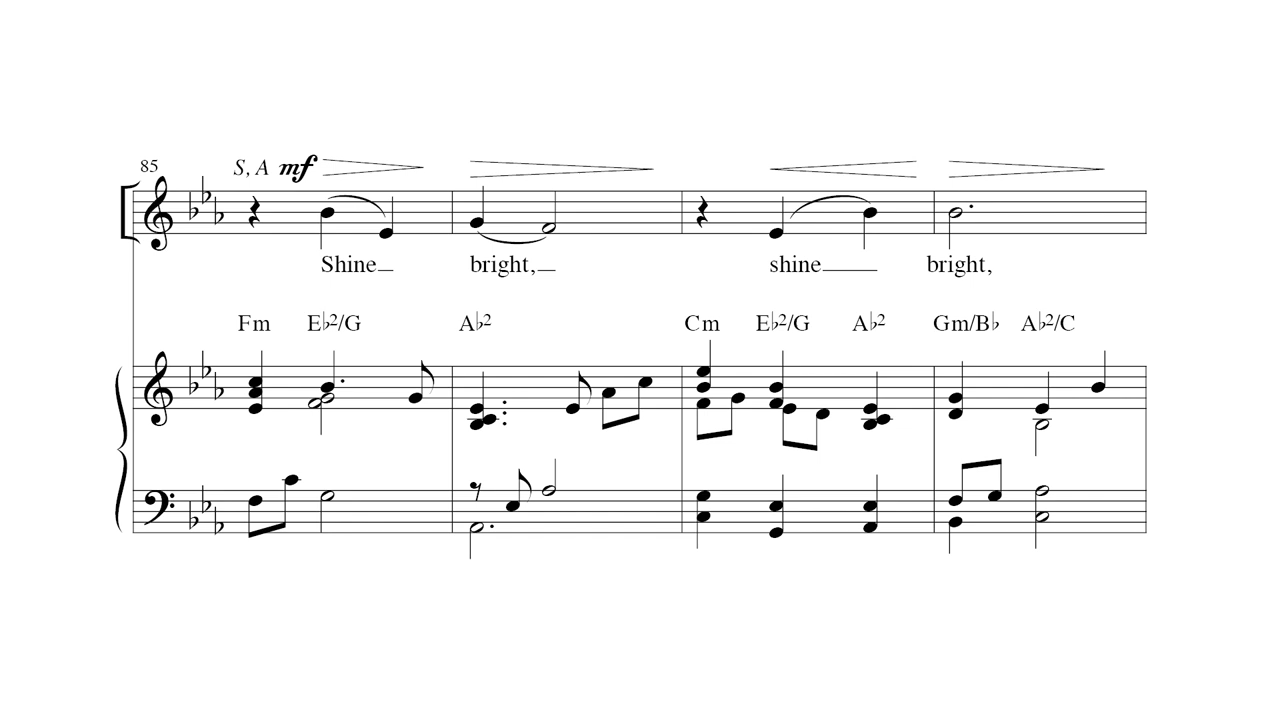 85 S, A mf
Shine bright, shine bright,
Fm E♭2/G A♭2 Cm E♭2/G A♭2 Gm/B♭ A♭2/C